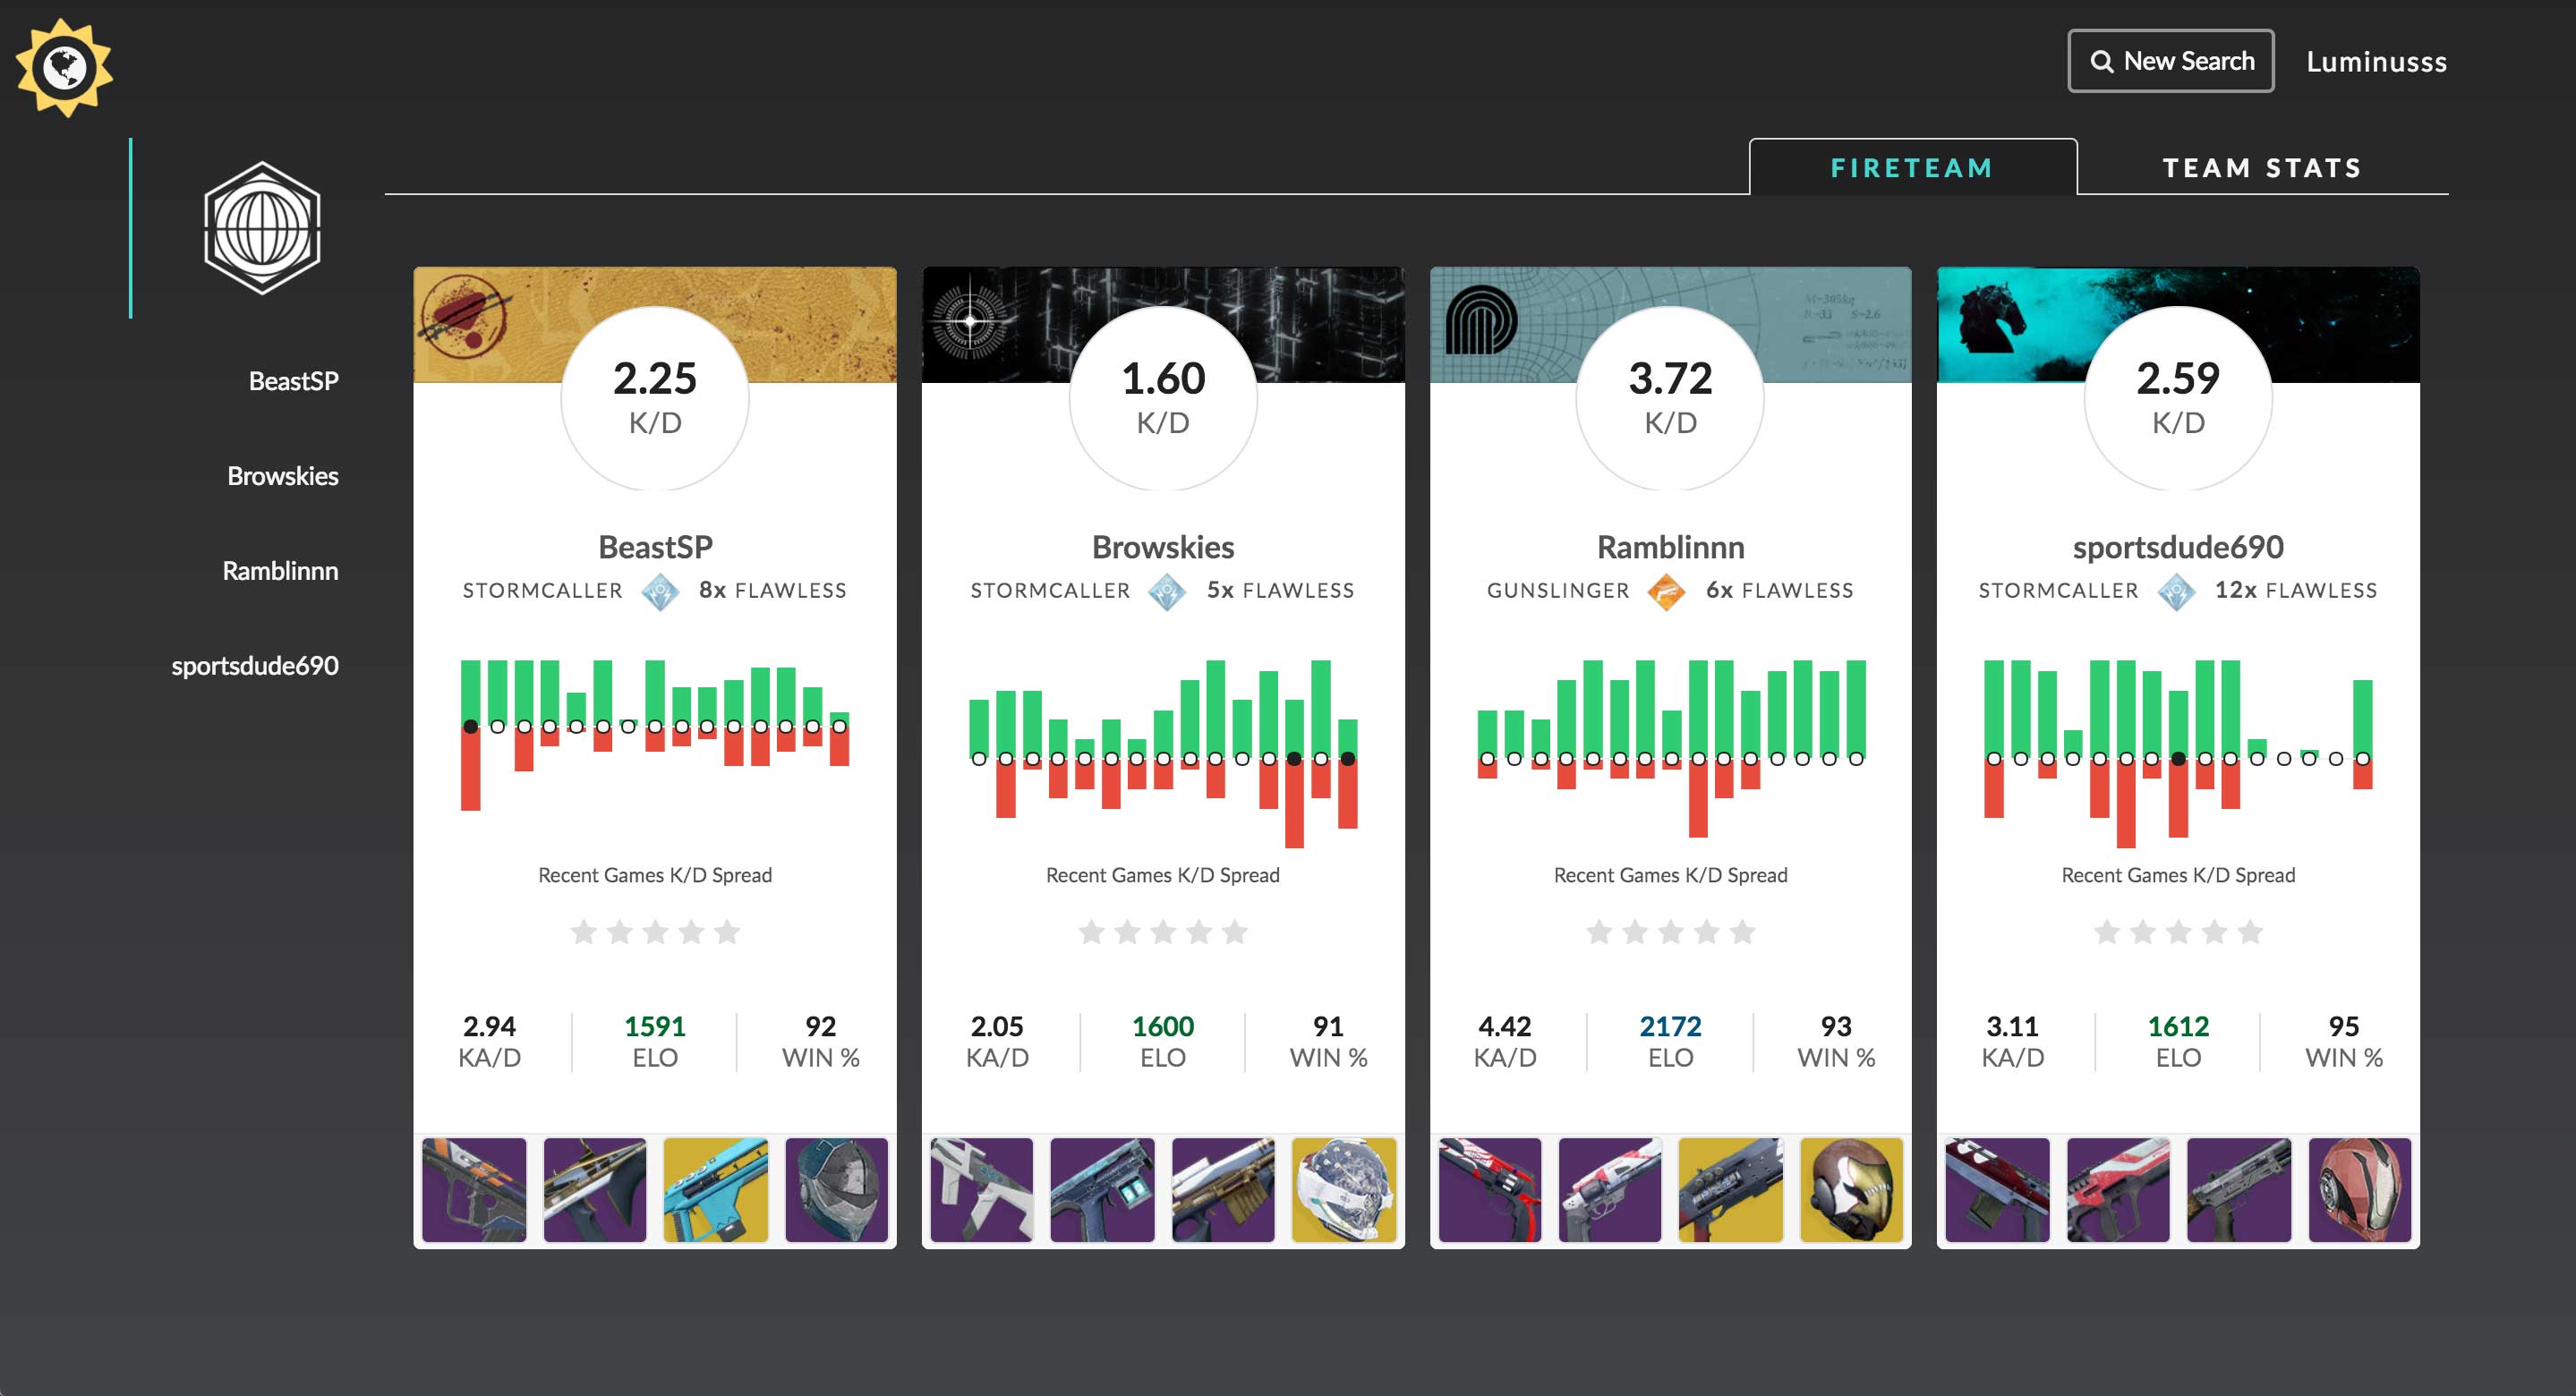 New Search
Luminusss
FIRETEAM
TEAM STATS
BeastSP
Browskies
Ramblinnn
sportsdude690
2.25
K/D
BeastSP
STORMCALLER 8x FLAWLESS
Recent Games K/D Spread
2.94
KA/D
1591
ELO
92
WIN %
1.60
K/D
Browskies
STORMCALLER 5x FLAWLESS
Recent Games K/D Spread
2.05
KA/D
1600
ELO
91
WIN %
3.72
K/D
Ramblinnn
GUNSLINGER 6x FLAWLESS
Recent Games K/D Spread
4.42
KA/D
2172
ELO
93
WIN %
2.59
K/D
sportsdude690
STORMCALLER 12x FLAWLESS
Recent Games K/D Spread
3.11
KA/D
1612
ELO
95
WIN %